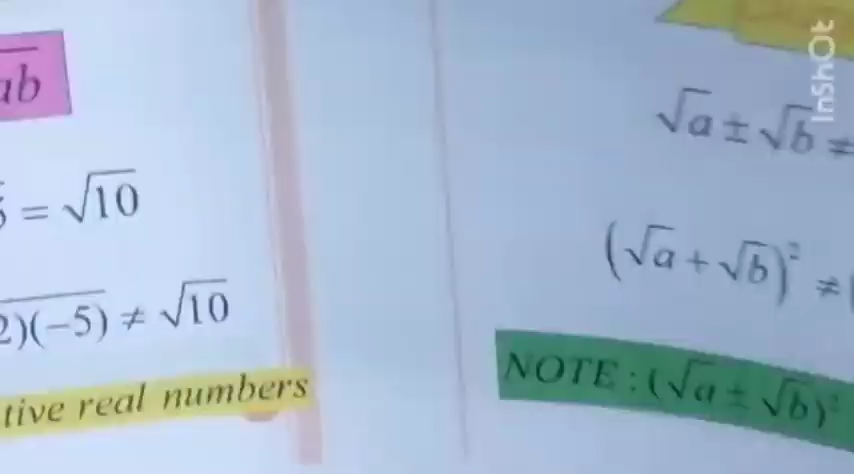 ab
= √10
2)(−5) ≠ √10
tive real numbers
√a ± √b ≠
(√a + √b)² ≠
NOTE : (√a ± √b)²
InShOt